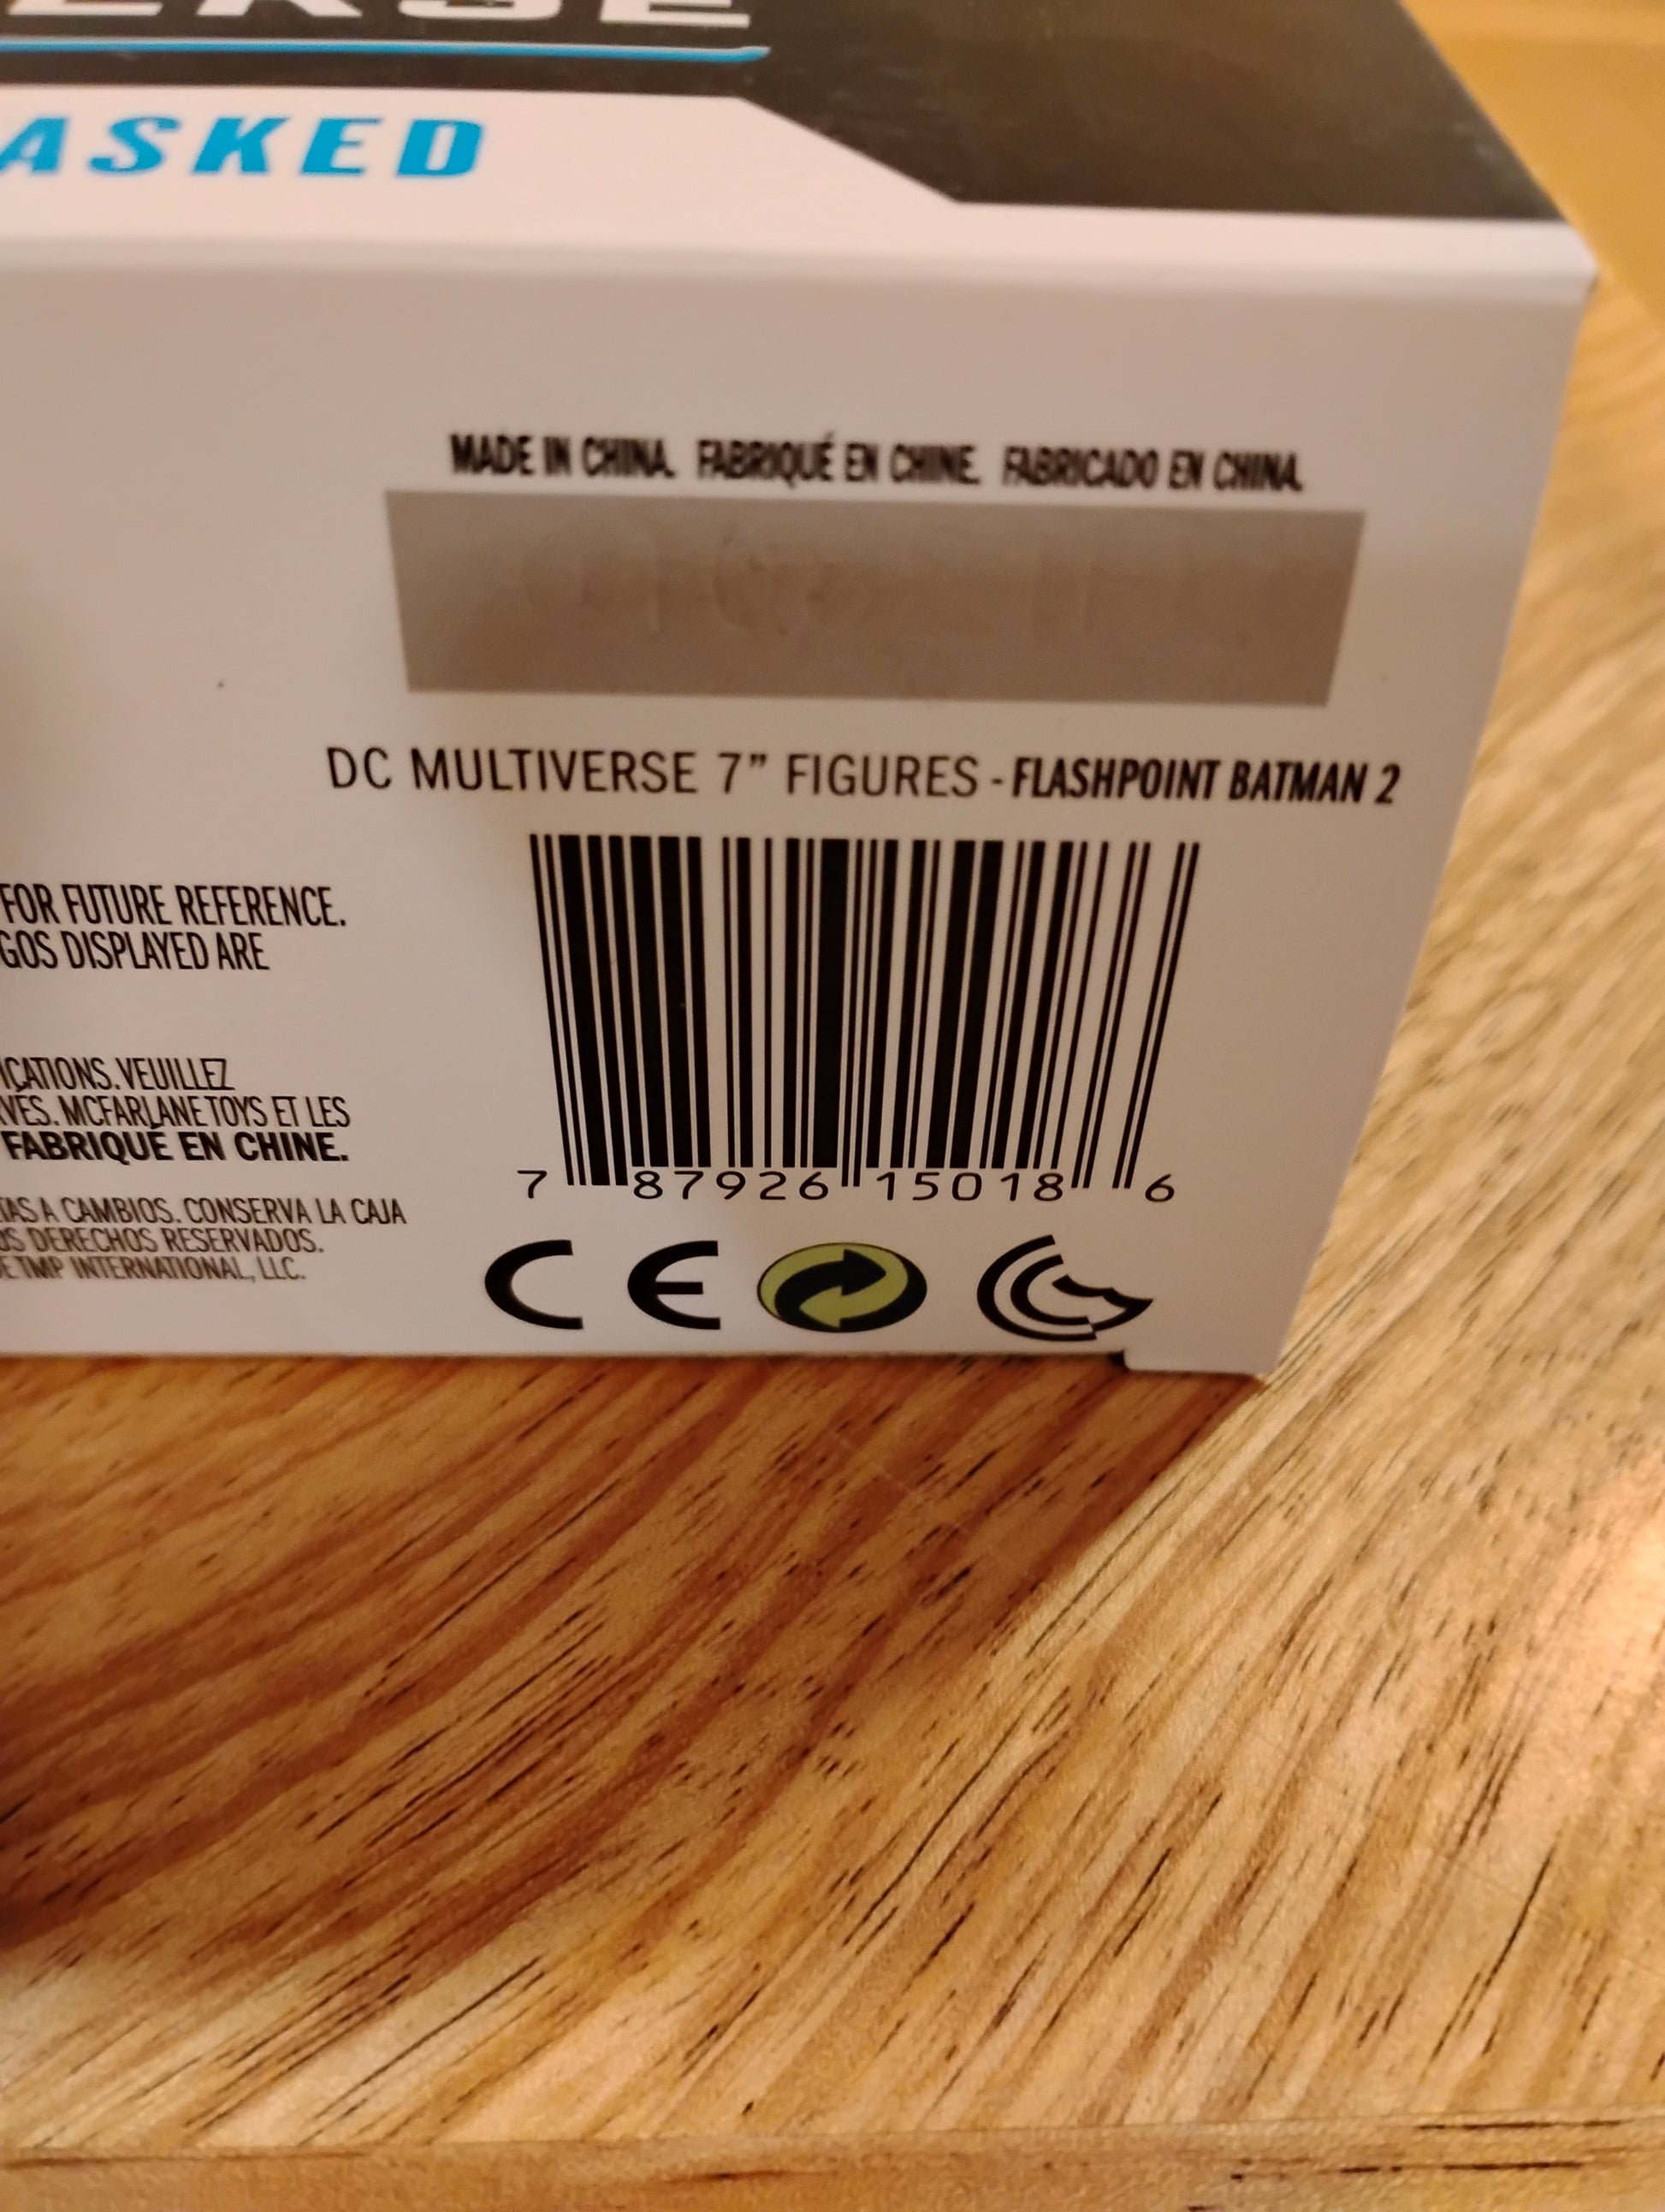 ASKED
MADE IN CHINA. FABRIQUÉ EN CHINE. FABRICADO EN CHINA.
DC MULTIVERSE 7” FIGURES - FLASHPOINT BATMAN 2
FOR FUTURE REFERENCE.
GOS DISPLAYED ARE
ICATIONS. VEUILLEZ
VÉS. MCFARLANE TOYS ET LES
FABRIQUÉ EN CHINE.
TAS A CAMBIOS. CONSERVA LA CAJA
OS DERECHOS RESERVADOS.
DE TMP INTERNATIONAL, LLC.
7 87926 15018 6
CE